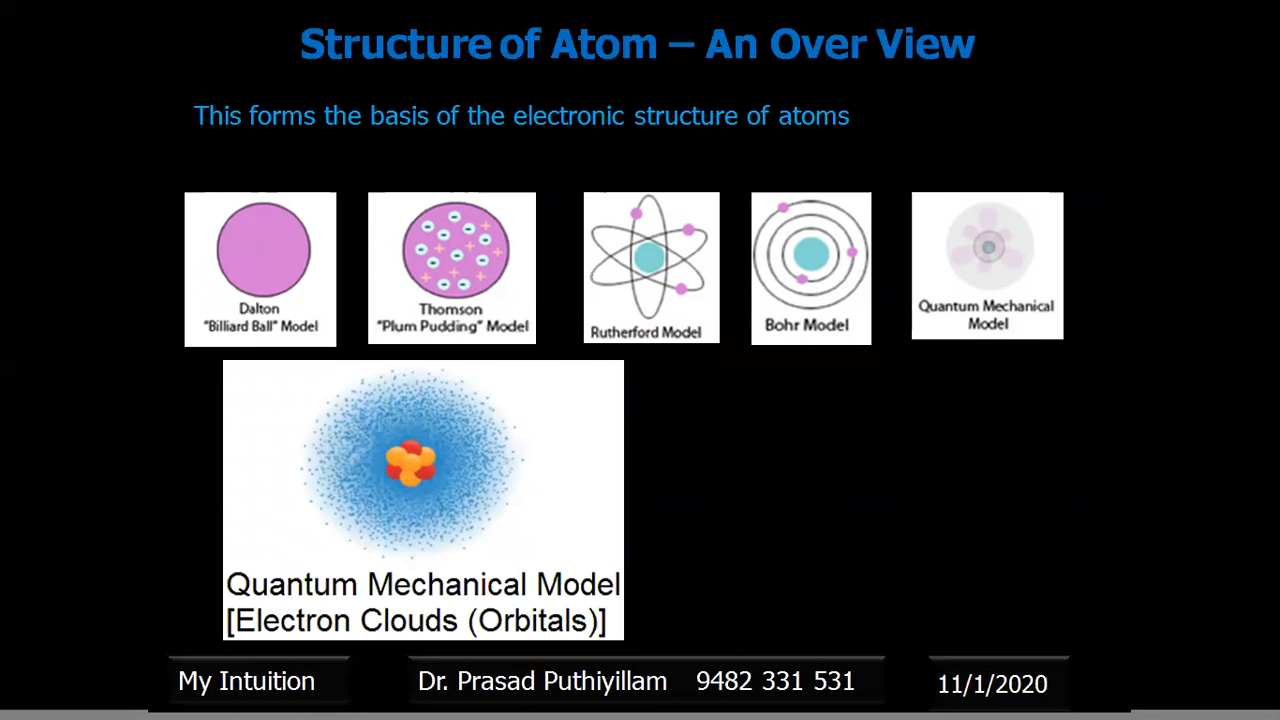 Structure of Atom – An Over View
This forms the basis of the electronic structure of atoms
Dalton
"Billiard Ball" Model
Thomson
"Plum Pudding" Model
Rutherford Model
Bohr Model
Quantum Mechanical
Model
Quantum Mechanical Model
[Electron Clouds (Orbitals)]
My Intuition
Dr. Prasad Puthiyillam 9482 331 531
11/1/2020